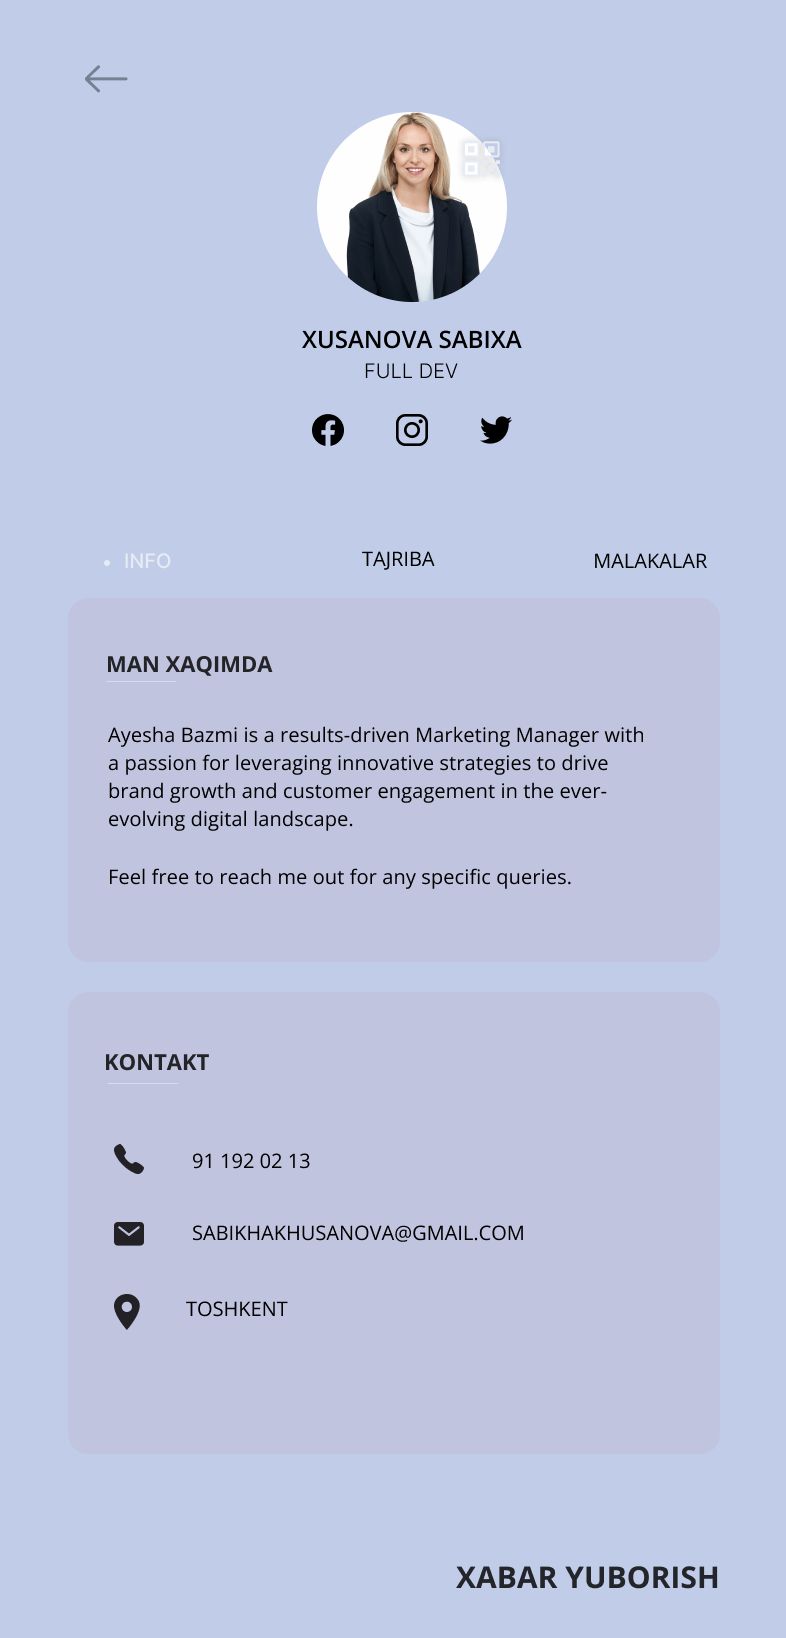 XUSANOVA SABIXA
FULL DEV
INFO
TAJRIBA
MALAKALAR
MAN XAQIMDA
Ayesha Bazmi is a results-driven Marketing Manager with
a passion for leveraging innovative strategies to drive
brand growth and customer engagement in the ever-
evolving digital landscape.
Feel free to reach me out for any specific queries.
KONTAKT
91 192 02 13
SABIKHAKHUSANOVA@GMAIL.COM
TOSHKENT
XABAR YUBORISH